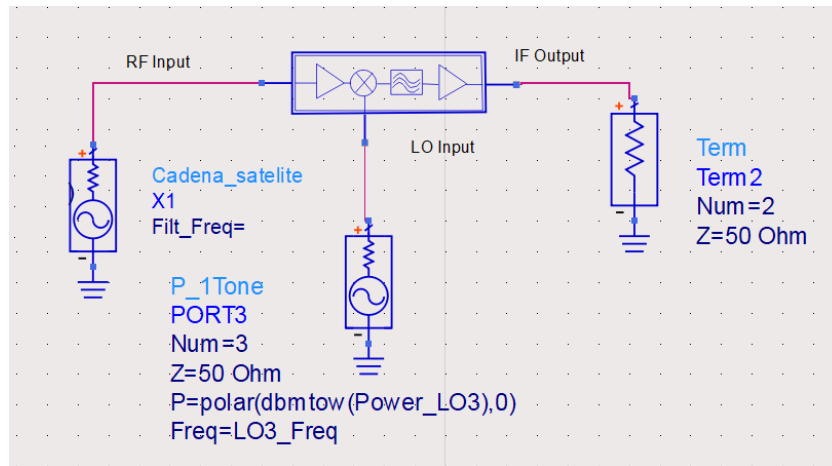 RF Input
IF Output
LO Input
Cadena_satelite
X1
Filt_Freq=
P_1Tone
PORT3
Num=3
Z=50 Ohm
P=polar(dbmtow(Power_LO3),0)
Freq=LO3_Freq
Term
Term2
Num=2
Z=50 Ohm